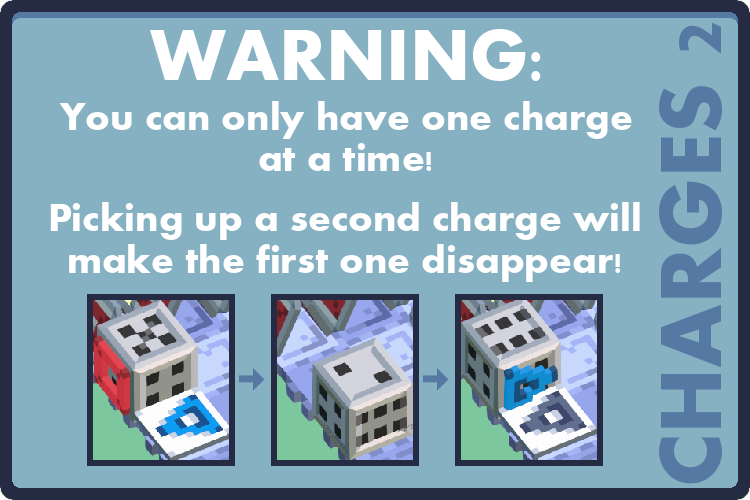 WARNING:
You can only have one charge
at a time!
Picking up a second charge will
make the first one disappear!
CHARGES 2